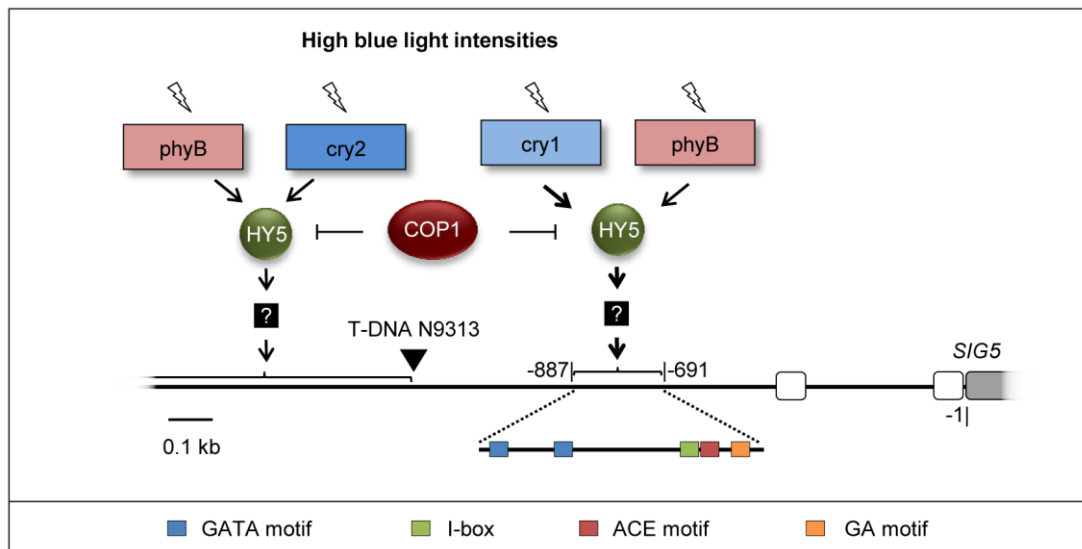 High blue light intensities
phyB
cry2
cry1
phyB
HY5
COP1
HY5
?
?
T-DNA N9313
-887
-691
SIG5
-1
0.1 kb
GATA motif
I-box
ACE motif
GA motif